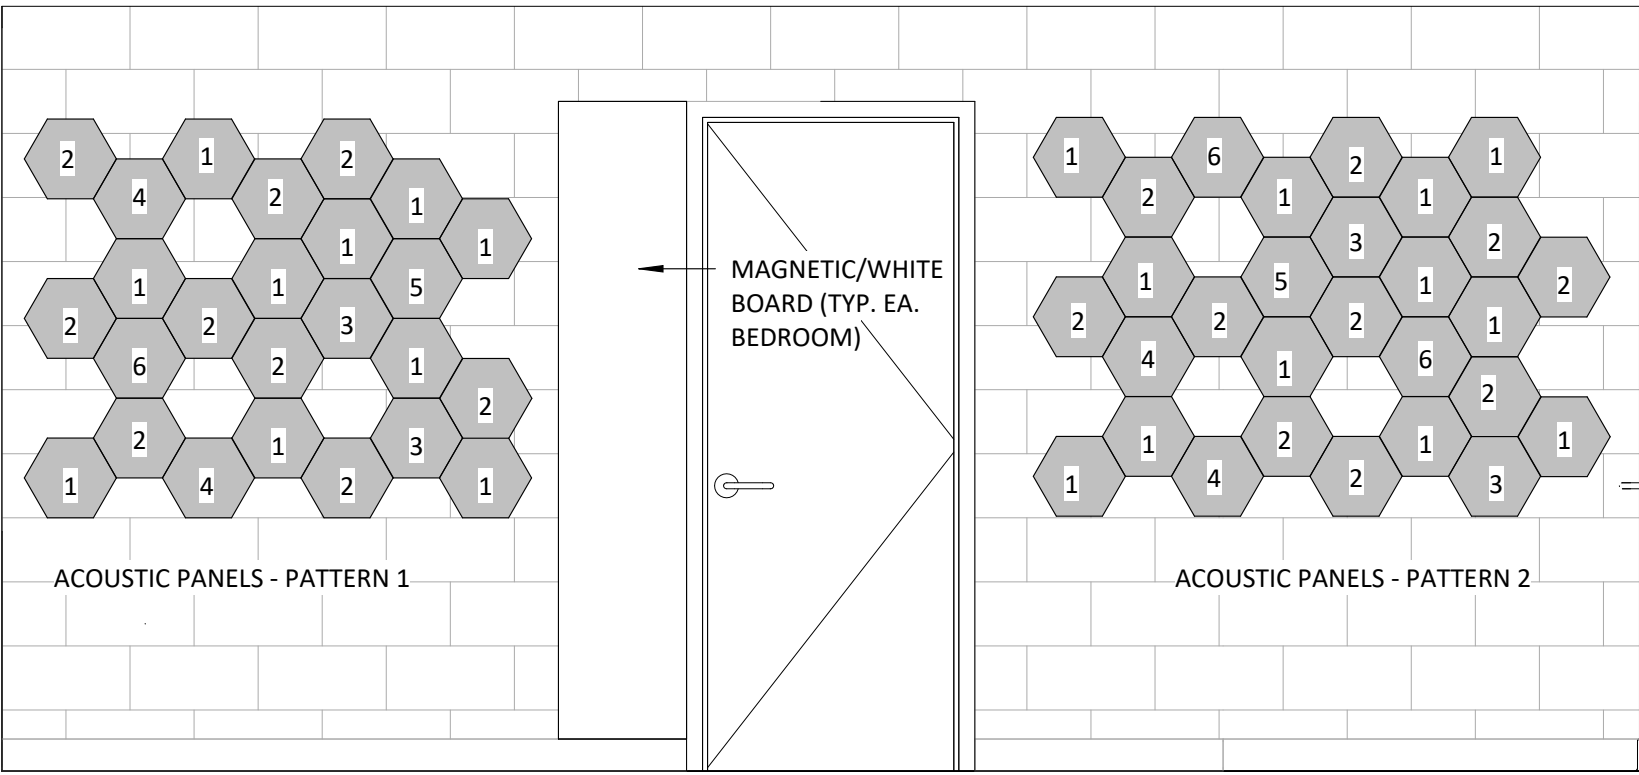 2 1 2
4 2 1
1 1
1 1 5
2 2 3
6 2 1
2
2 1 3
1 4 2 1
ACOUSTIC PANELS - PATTERN 1
MAGNETIC/WHITE
BOARD (TYP. EA.
BEDROOM)
1 6 2 1
2 1 1
3 2
1 5 1 2
2 2 2 1
4 1 6
2
1 2 1 1
1 4 2 3
ACOUSTIC PANELS - PATTERN 2